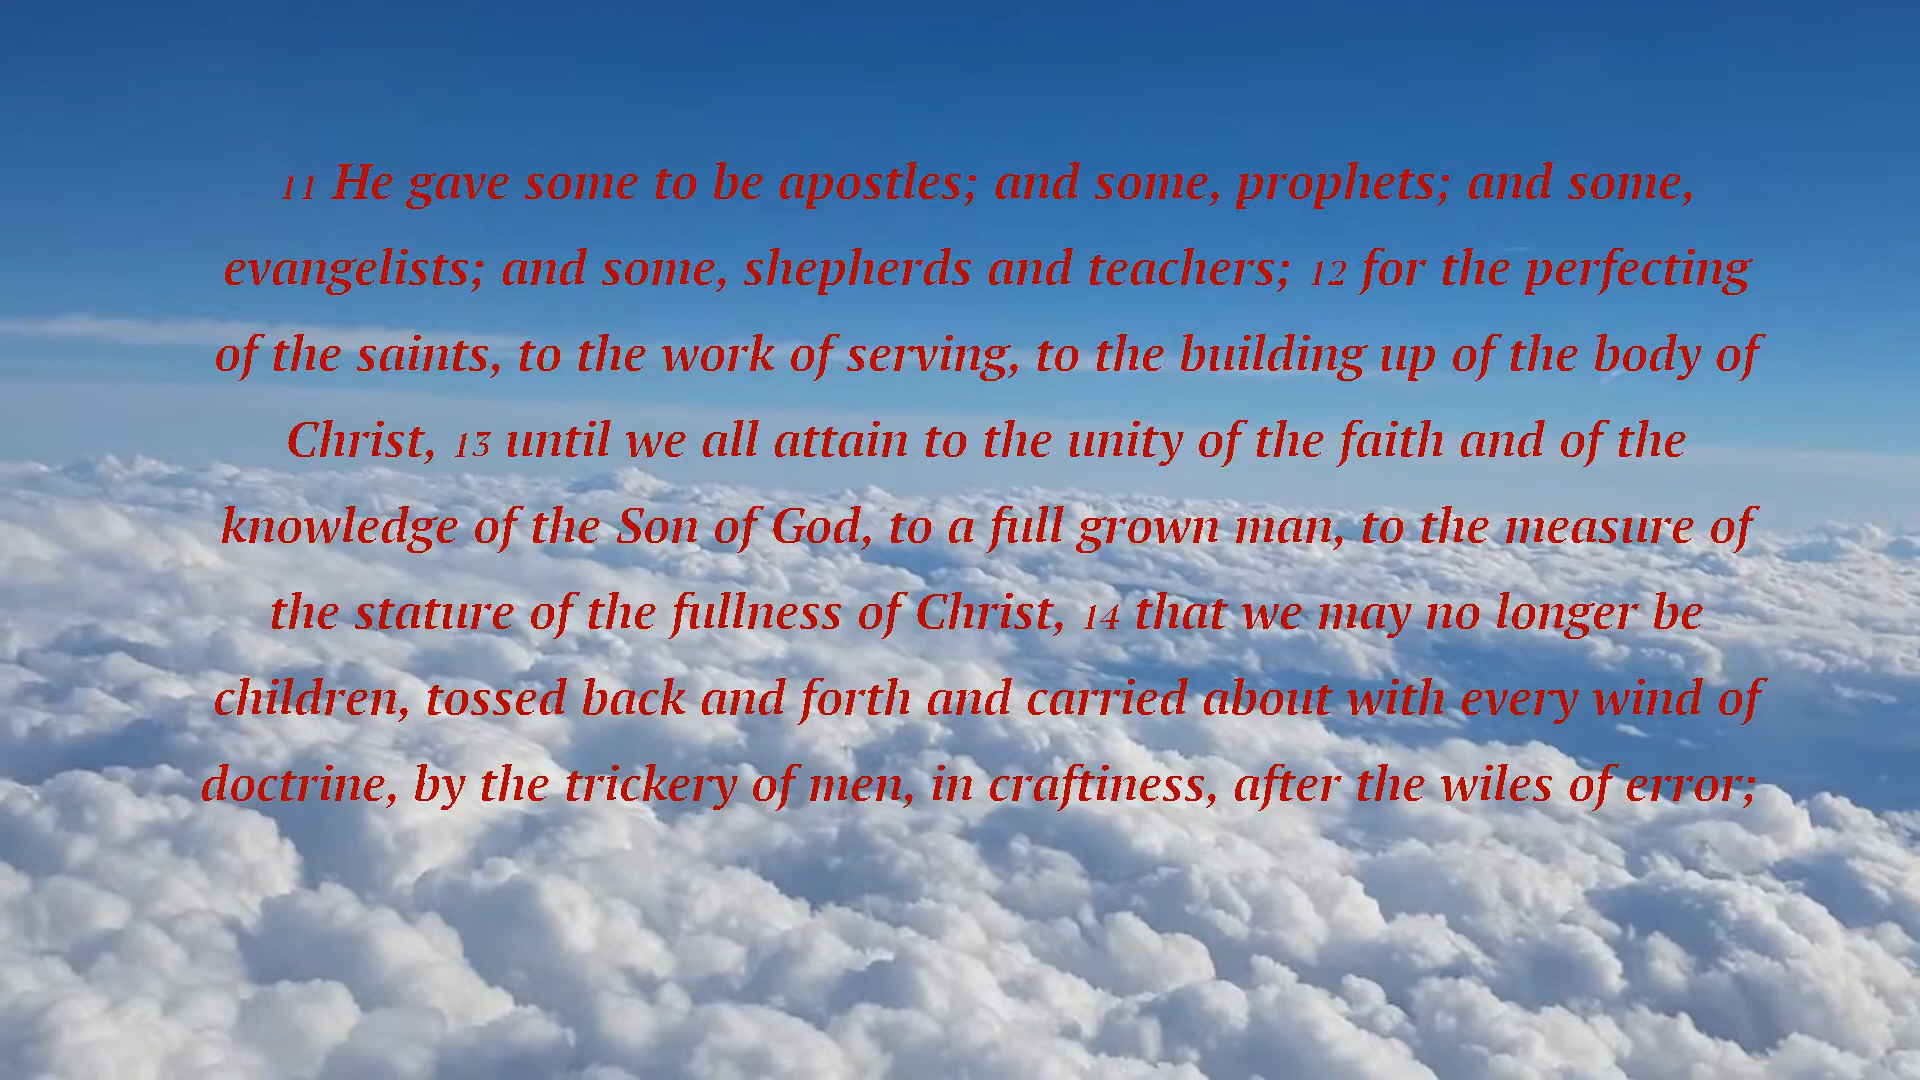 11 He gave some to be apostles; and some, prophets; and some,
evangelists; and some, shepherds and teachers; 12 for the perfecting
of the saints, to the work of serving, to the building up of the body of
Christ, 13 until we all attain to the unity of the faith and of the
knowledge of the Son of God, to a full grown man, to the measure of
the stature of the fullness of Christ, 14 that we may no longer be
children, tossed back and forth and carried about with every wind of
doctrine, by the trickery of men, in craftiness, after the wiles of error;